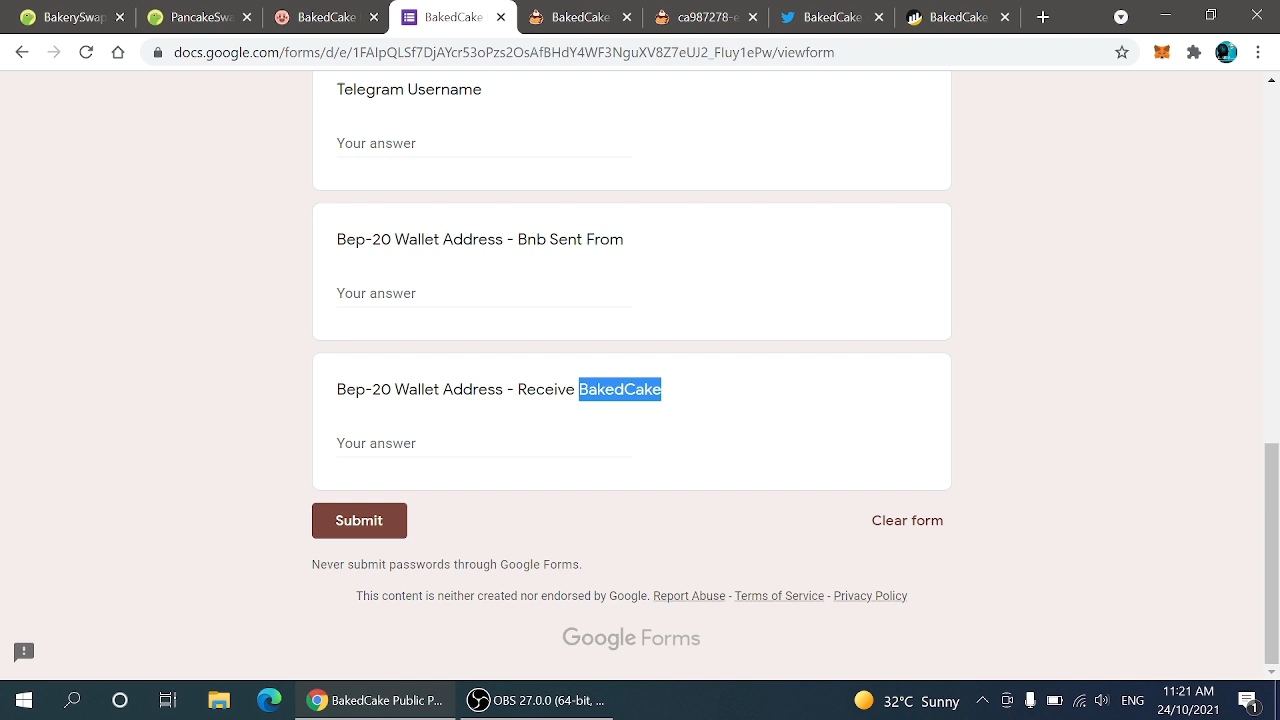 BakerySwap
PancakeSwa
BakedCake
BakedCake
BakedCake
ca987278-e
BakedCake
BakedCake
docs.google.com/forms/d/e/1FAIpQLSf7DjAYcr53oPzs2OsAfBHdY4WF3NguXV8Z7eUJ2_Fluy1ePw/viewform
Telegram Username
Your answer
Bep-20 Wallet Address - Bnb Sent From
Your answer
Bep-20 Wallet Address - Receive BakedCake
Your answer
Submit
Clear form
Never submit passwords through Google Forms.
This content is neither created nor endorsed by Google. Report Abuse - Terms of Service - Privacy Policy
Google Forms
BakedCake Public P...
OBS 27.0.0 (64-bit, ...
32°C Sunny
ENG
11:21 AM
24/10/2021
1